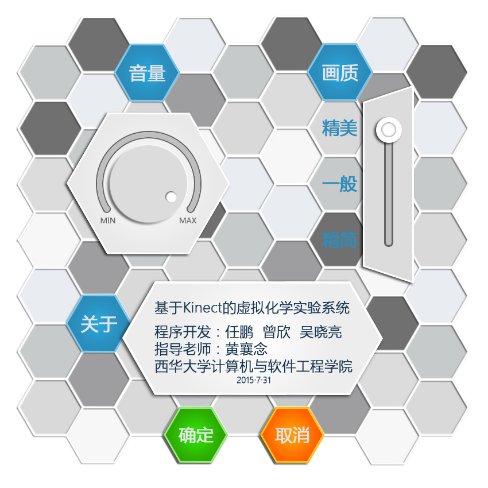 音量
画质
精美
一般
精简
MIN
MAX
关于
基于Kinect的虚拟化学实验系统
程序开发：任鹏 曾欣 吴晓亮
指导老师：黄襄念
西华大学计算机与软件工程学院
2015-7-31
确定
取消